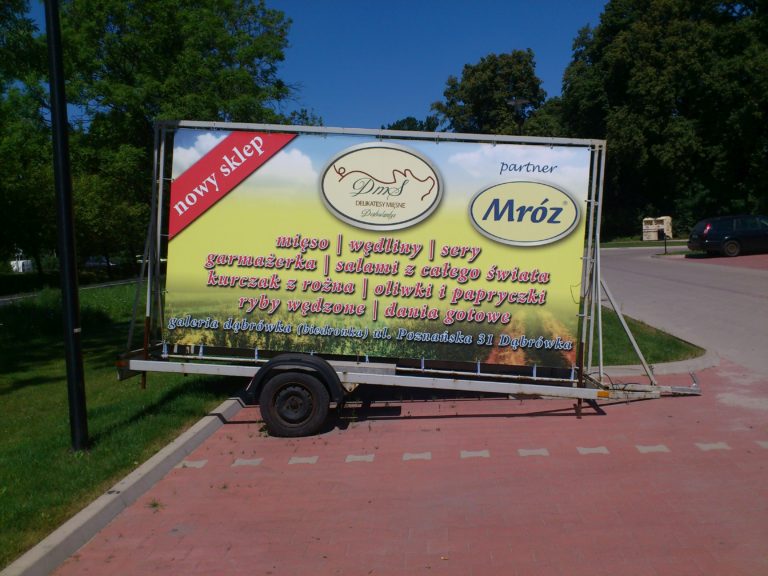 nowy sklep
DmS
DELIKATESY MIĘSNE
Dąbrówka
partner
Mróz®
mięso | wędliny | sery
garmażerka | salami z całego świata
kurczak z rożna | oliwki i papryczki
ryby wędzone | dania gotowe
galeria dąbrówka (biedronka) ul. Poznańska 31 Dąbrówka